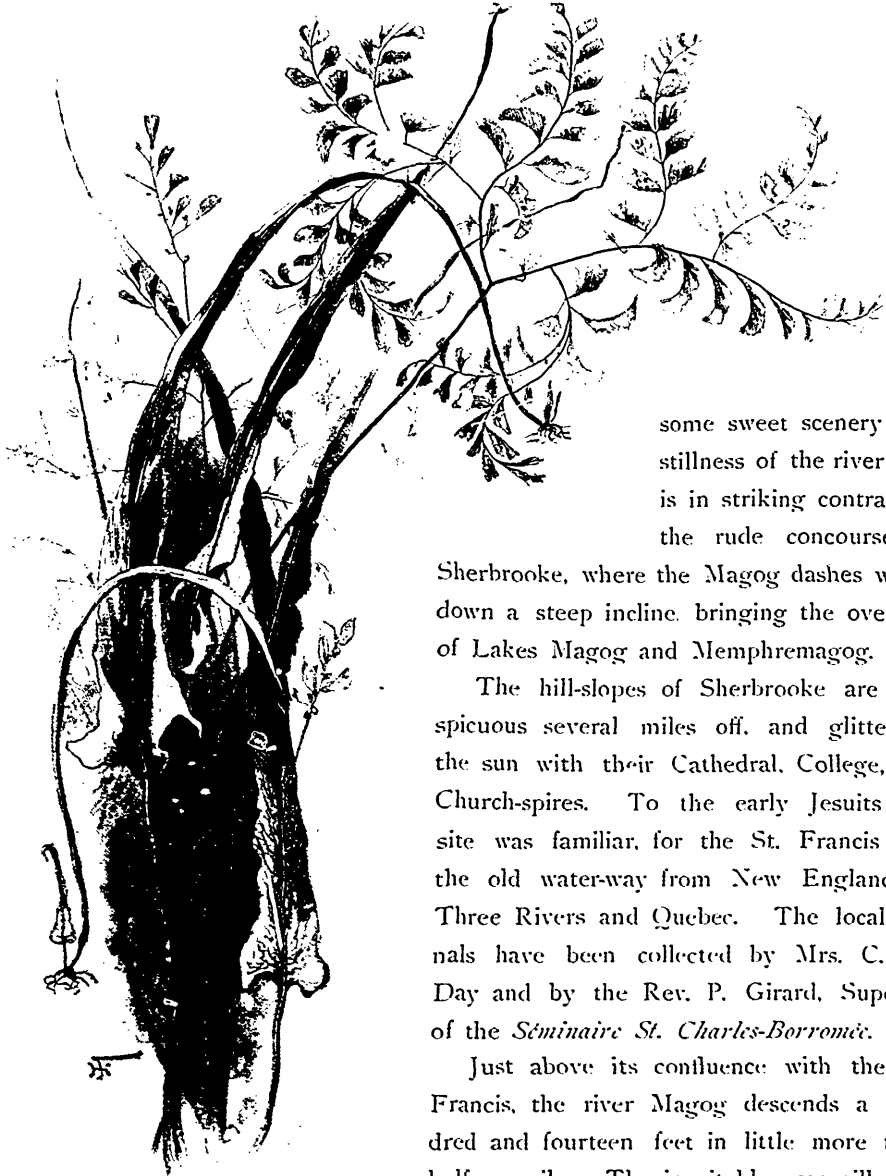 some sweet scenery
stillness of the river
is in striking contra
the rude concourse
Sherbrooke, where the Magog dashes w
down a steep incline, bringing the ove
of Lakes Magog and Memphremagog.
The hill-slopes of Sherbrooke are
spicuous several miles off, and glitte
the sun with their Cathedral, College,
Church-spires. To the early Jesuits
site was familiar, for the St. Francis
the old water-way from New England
Three Rivers and Quebec. The local
nals have been collected by Mrs. C.
Day and by the Rev. P. Girard, Supe
of the Séminaire St. Charles-Borromée.
Just above its confluence with the
Francis, the river Magog descends a
dred and fourteen feet in little more